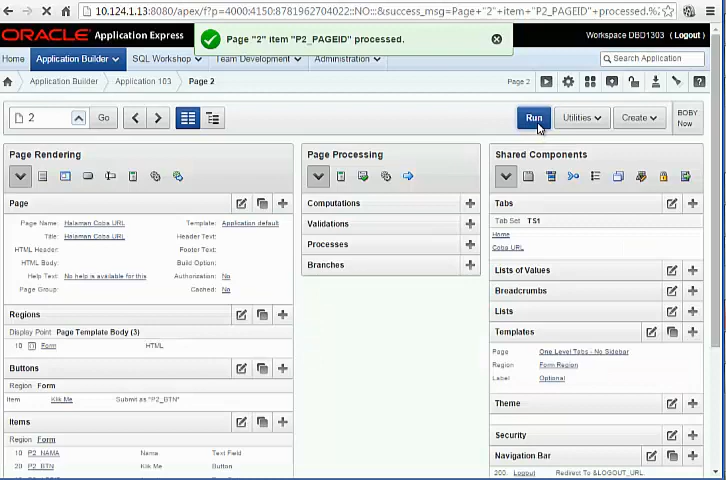 10.124.1.13:8080/apex/f?p=4000:4150:8781962704022::NO:::&success_msg=Page+"2"+item+"P2_PAGEID"+processed.%
ORACLE Application Express
Workspace DBD1303 ( Logout )
Page "2" item "P2_PAGEID" processed.
Home Application Builder SQL Workshop Team Development Administration
Search Application
Application Builder Application 103 Page 2
Page 2
2 Go
Run Utilities Create
BOBY
Now
Page Rendering
Page
Page Name: Halaman Coba URL Template: Application default
Title: Halaman Coba URL Header Text:
HTML Header: Footer Text:
HTML Body: Build Option:
Help Text: No help is available for this Authorization: No
Page Group: Cached: No
Regions
Display Point Page Template Body (3)
10 Form HTML
Buttons
Region Form
Item Klik Me Submit as "P2_BTN"
Items
Region Form
10 P2_NAMA Name Text Field
20 P2_BTN Klik Me Button
Page Processing
Computations
Validations
Processes
Branches
Shared Components
Tabs
Tab Set TS1
Home
Coba URL
Lists of Values
Breadcrumbs
Lists
Templates
Page One Level Tabs - No Sidebar
Region Form Region
Label Optional
Theme
Security
Navigation Bar
200. Logout Redirect To &LOGOUT_URL.